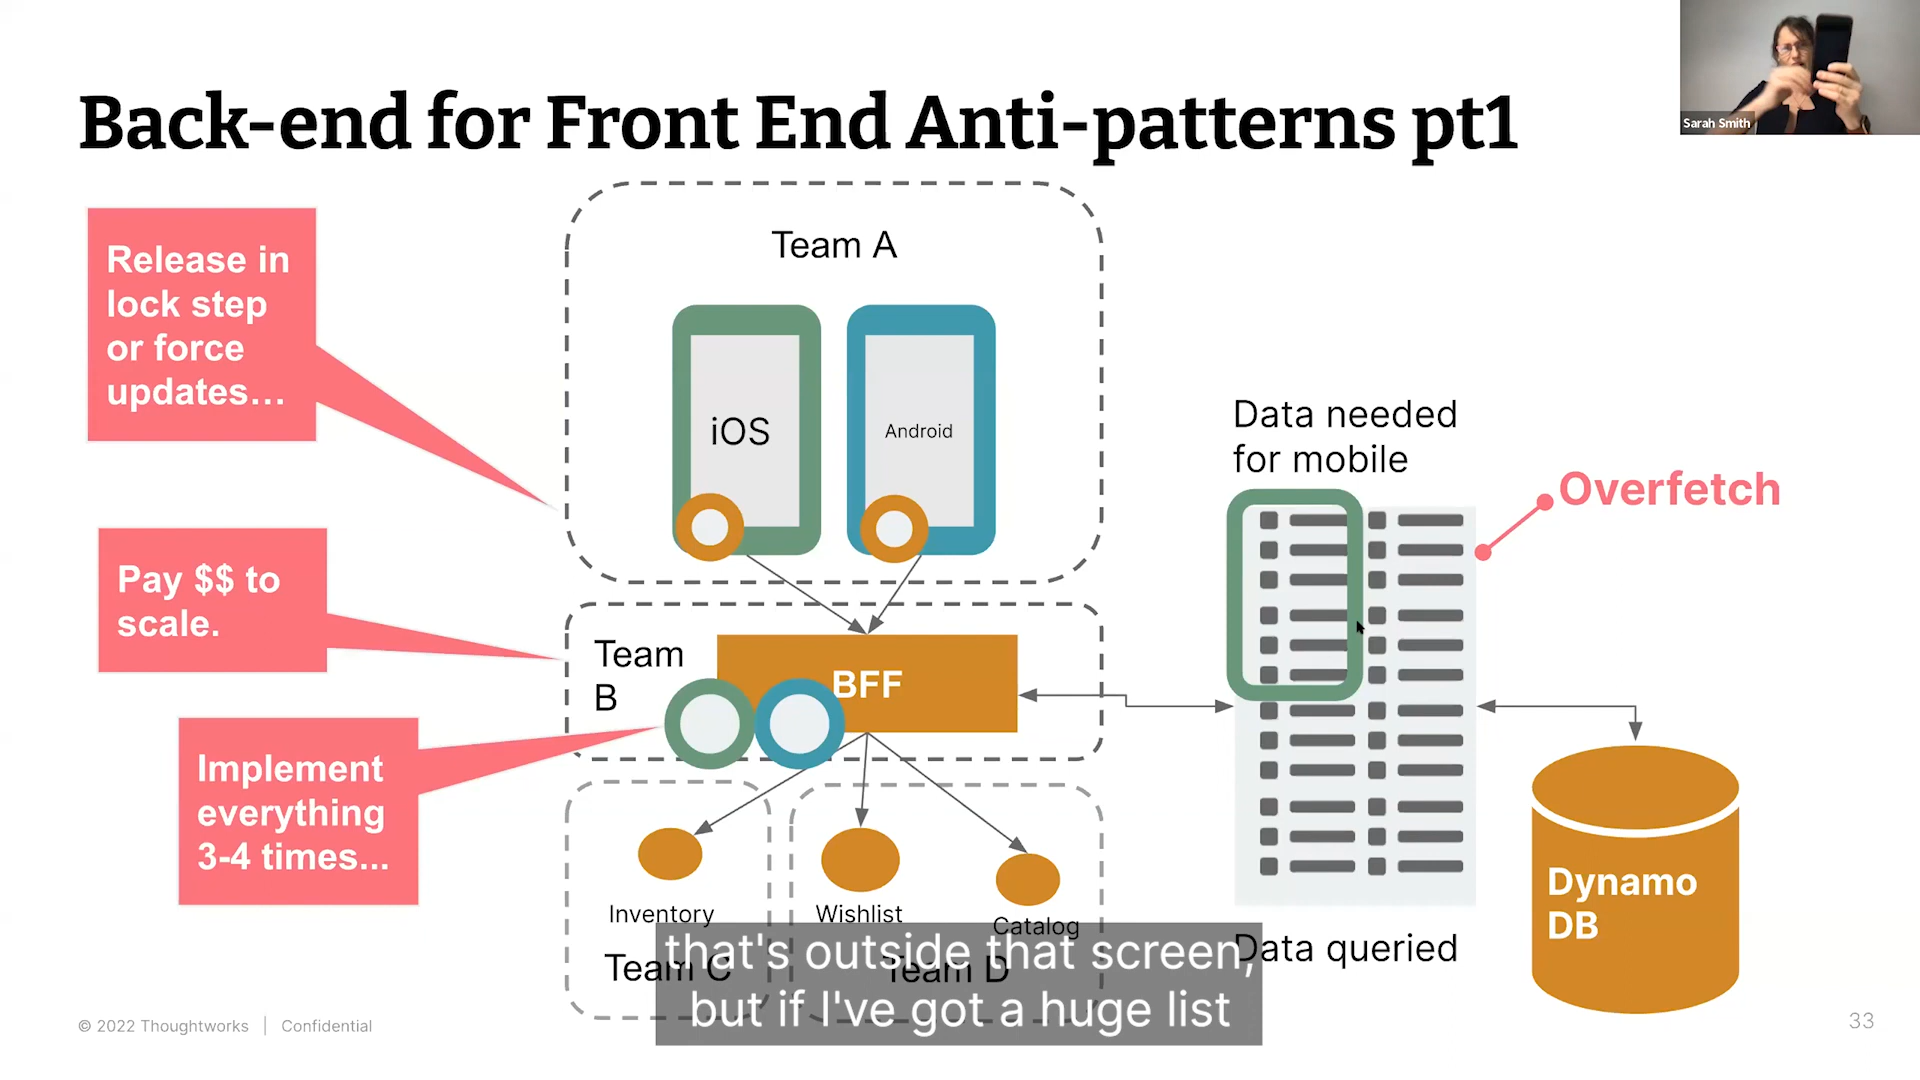 Back-end for Front End Anti-patterns pt1
Sarah Smith
Release in
lock step
or force
updates...
Team A
iOS
Android
Data needed
for mobile
Overfetch
Pay $$ to
scale.
Team
B
BFF
Implement
everything
3-4 times...
Inventory
Wishlist
Catalog
Team C
Team D
Data queried
Dynamo
DB
that's outside that screen,
but if I've got a huge list
© 2022 Thoughtworks | Confidential
33